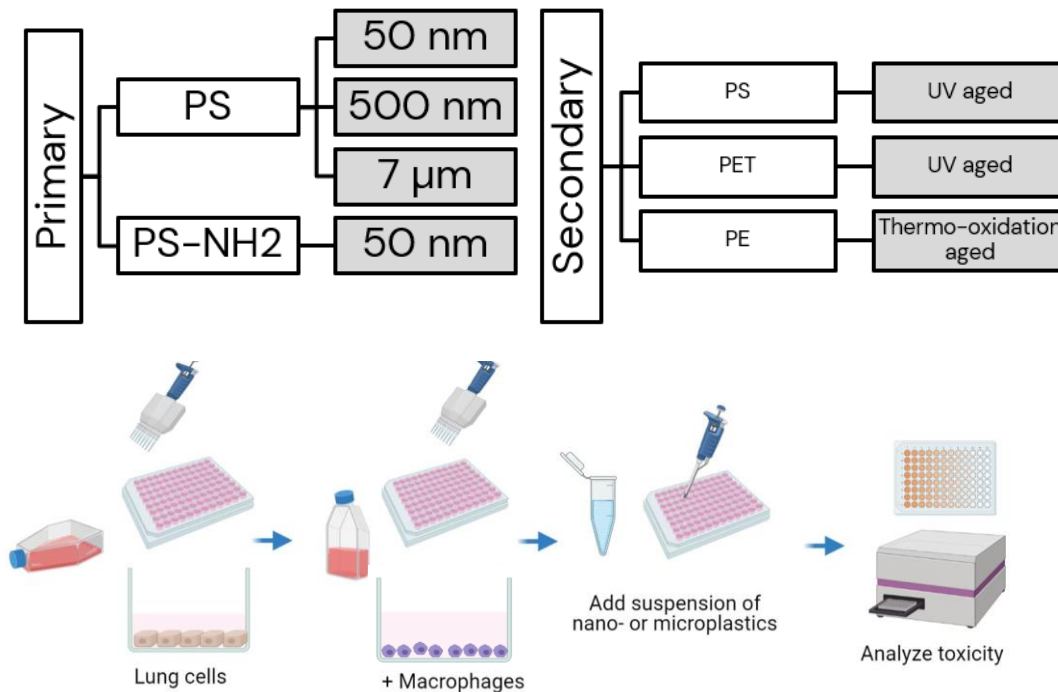 Primary
PS
50 nm
500 nm
7 µm
PS-NH2
50 nm
Secondary
PS
UV aged
PET
UV aged
PE
Thermo-oxidation
aged
Lung cells
+ Macrophages
Add suspension of
nano- or microplastics
Analyze toxicity